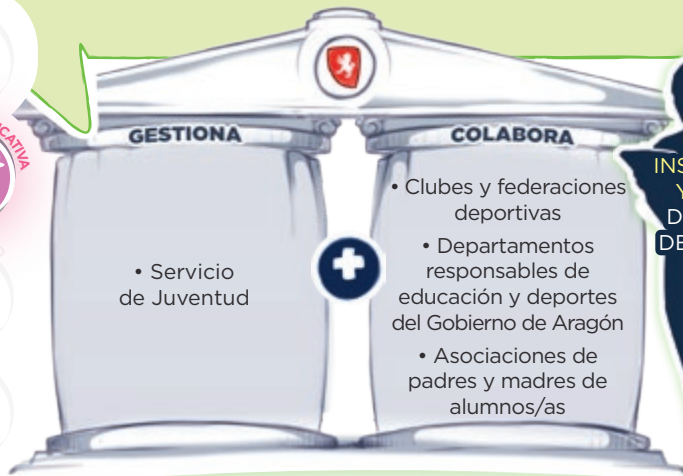 GESTIONA
• Servicio
de Juventud
COLABORA
• Clubes y federaciones
deportivas
• Departamentos
responsables de
educación y deportes
del Gobierno de Aragón
• Asociaciones de
padres y madres de
alumnos/as